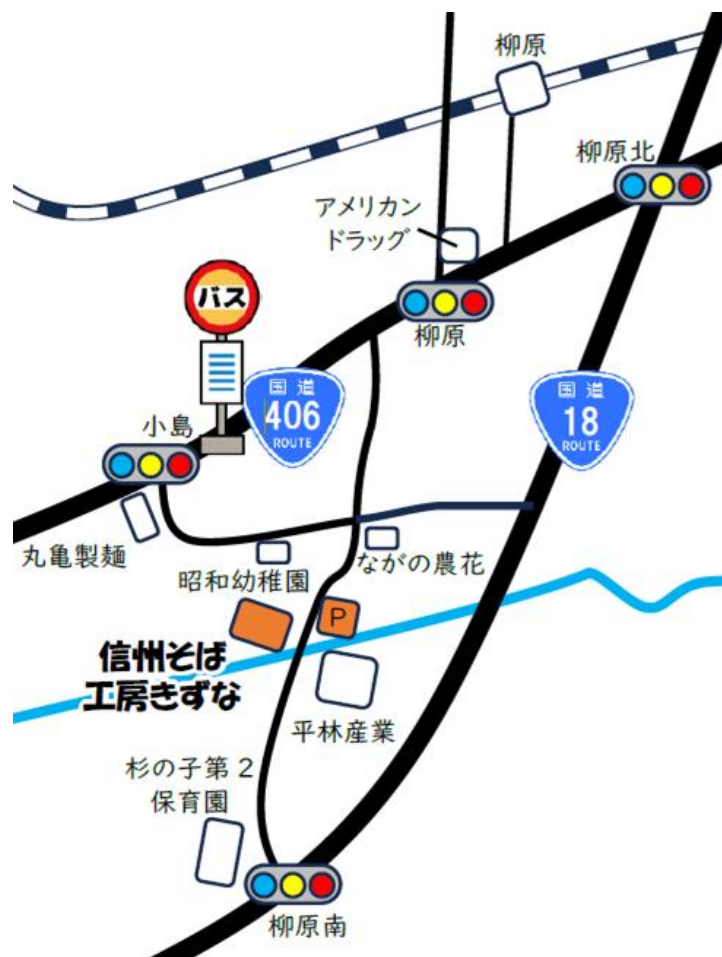 柳原
柳原北
アメリカン
ドラッグ
バス
柳原
国道
406
ROUTE
国道
18
ROUTE
小島
丸亀製麺
昭和幼稚園
ながの農花
P
信州そば
工房きずな
平林産業
杉の子第2
保育園
柳原南